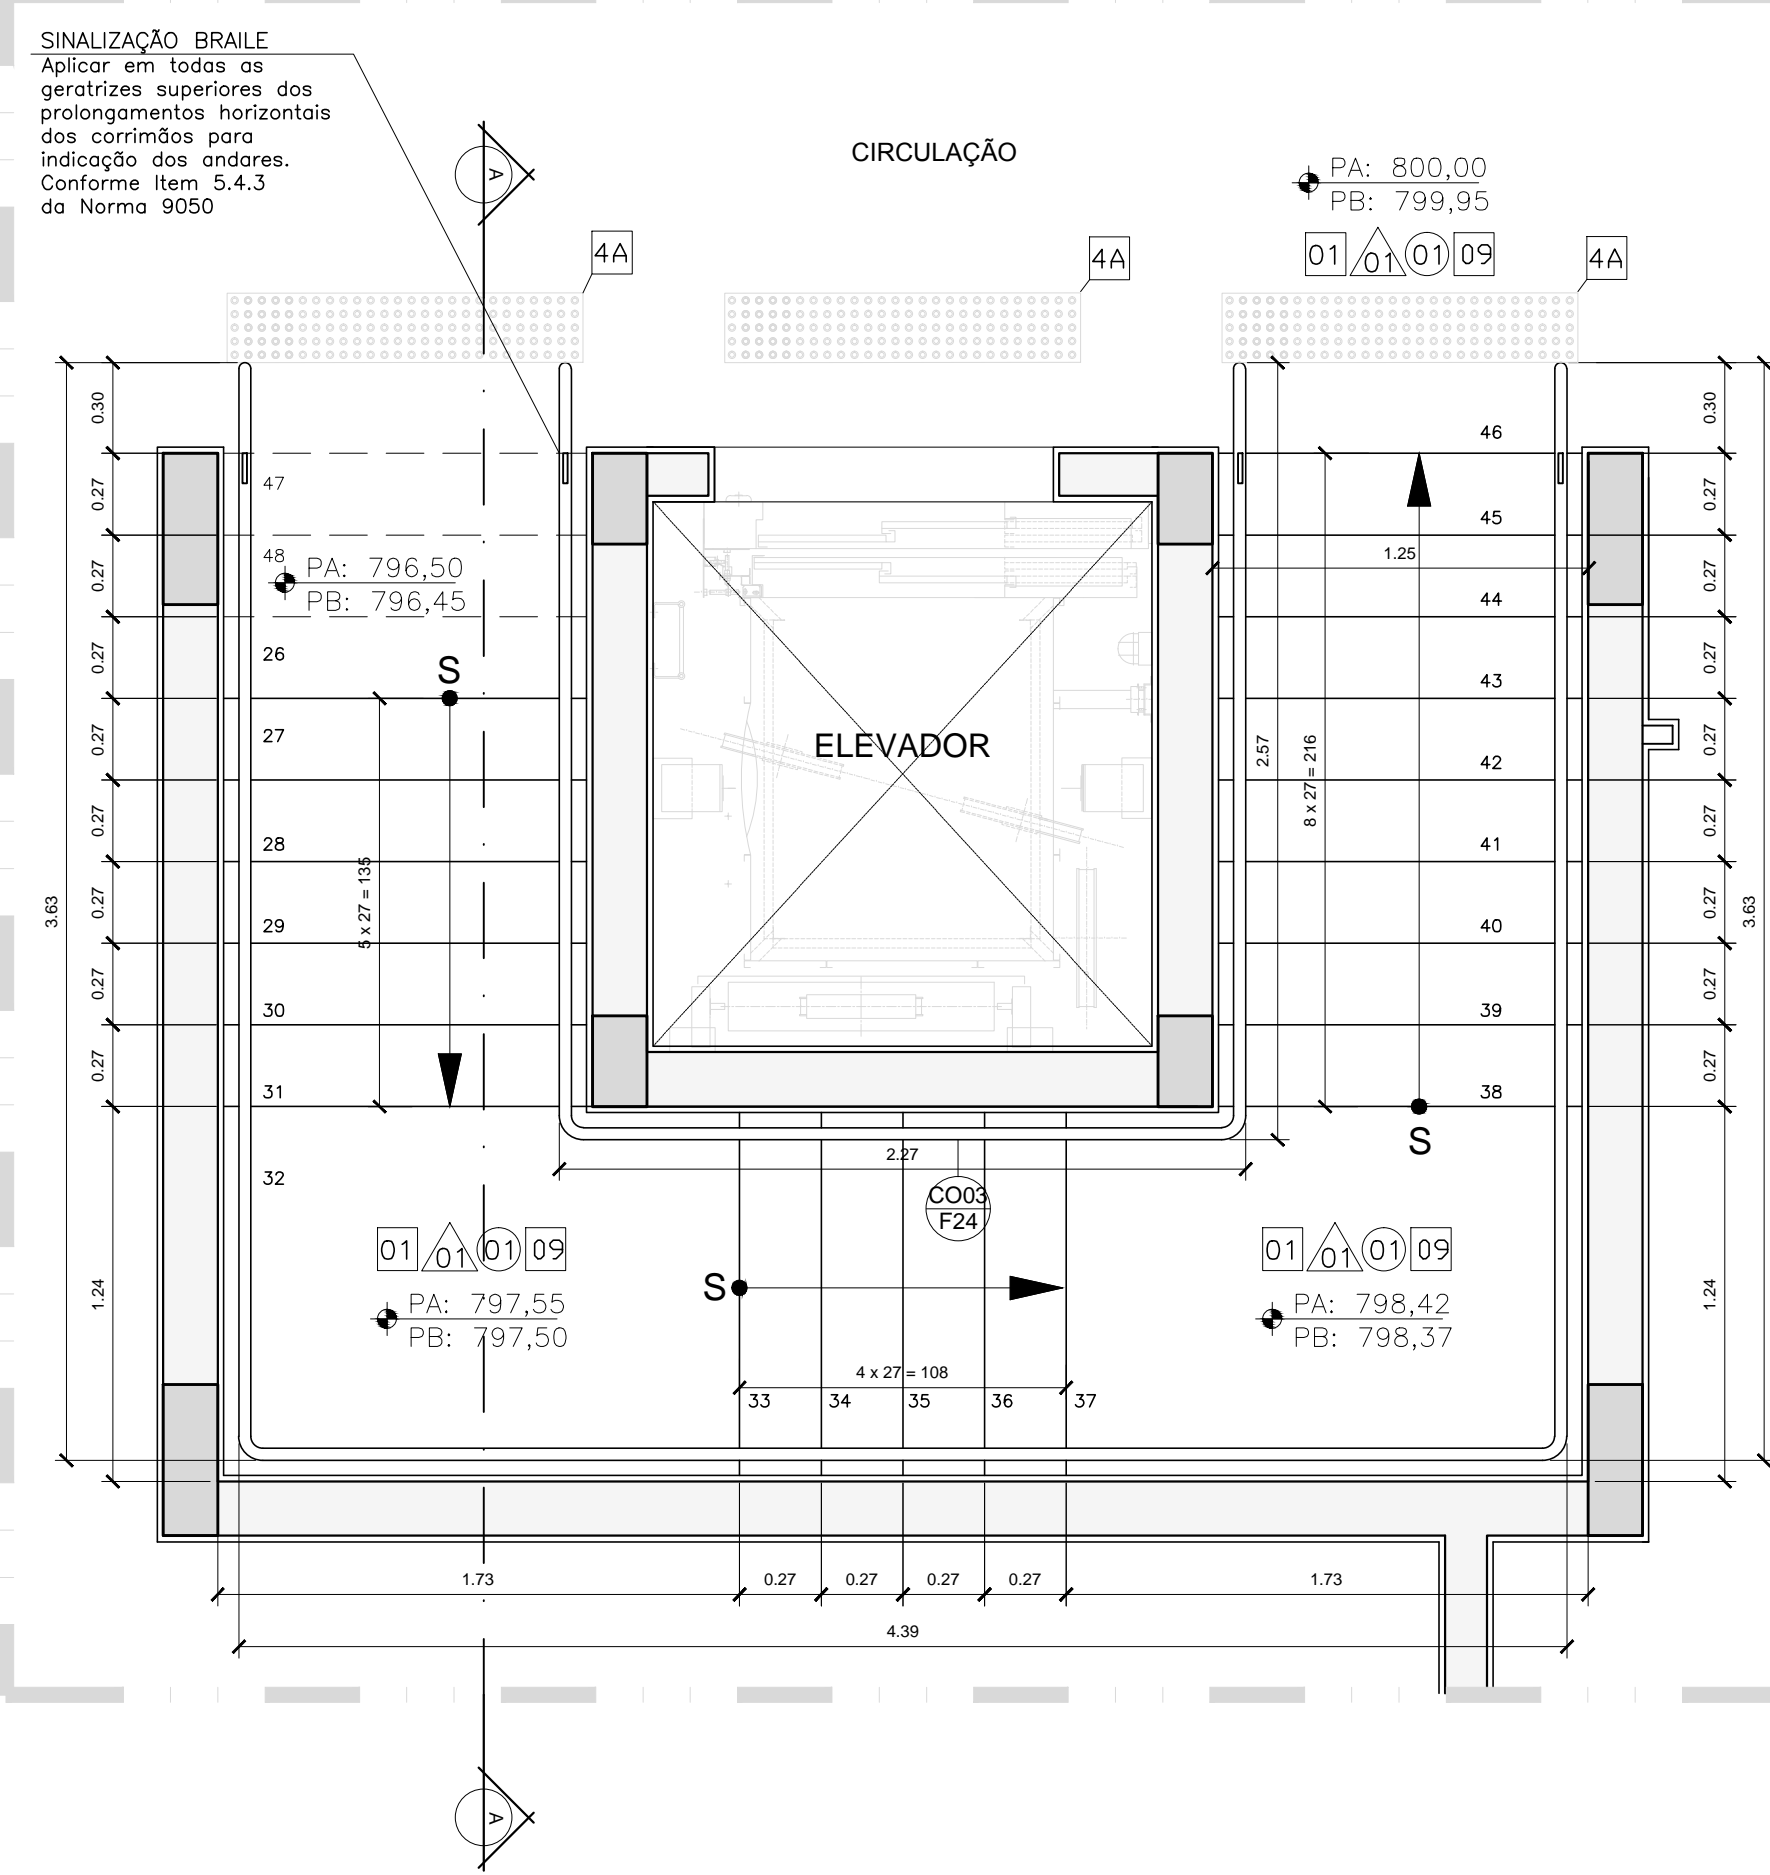 SINALIZAÇÃO BRAILE
Aplicar em todas as
geratrizes superiores dos
prolongamentos horizontais
dos corrimãos para
indicação dos andares.
Conforme Item 5.4.3
da Norma 9050
A
CIRCULAÇÃO
PA: 800,00
PB: 799,95
01 01 01 09
4A
4A
4A
0.30
0.27
0.27
0.27
0.27
0.27
0.27
0.27
0.27
1.24
3.63
47
48
PA: 796,50
PB: 796,45
26
S
27
28
29
30
31
32
5 x 27 = 135
ELEVADOR
46
45
1.25
44
43
42
41
40
39
38
S
2.57
8 x 27 = 216
0.30
0.27
0.27
0.27
0.27
0.27
0.27
0.27
0.27
1.24
3.63
2.27
CO03
F24
01 01 01 09
PA: 797,55
PB: 797,50
S
01 01 01 09
PA: 798,42
PB: 798,37
4 x 27 = 108
33 34 35 36 37
1.73 0.27 0.27 0.27 0.27 1.73
4.39
A